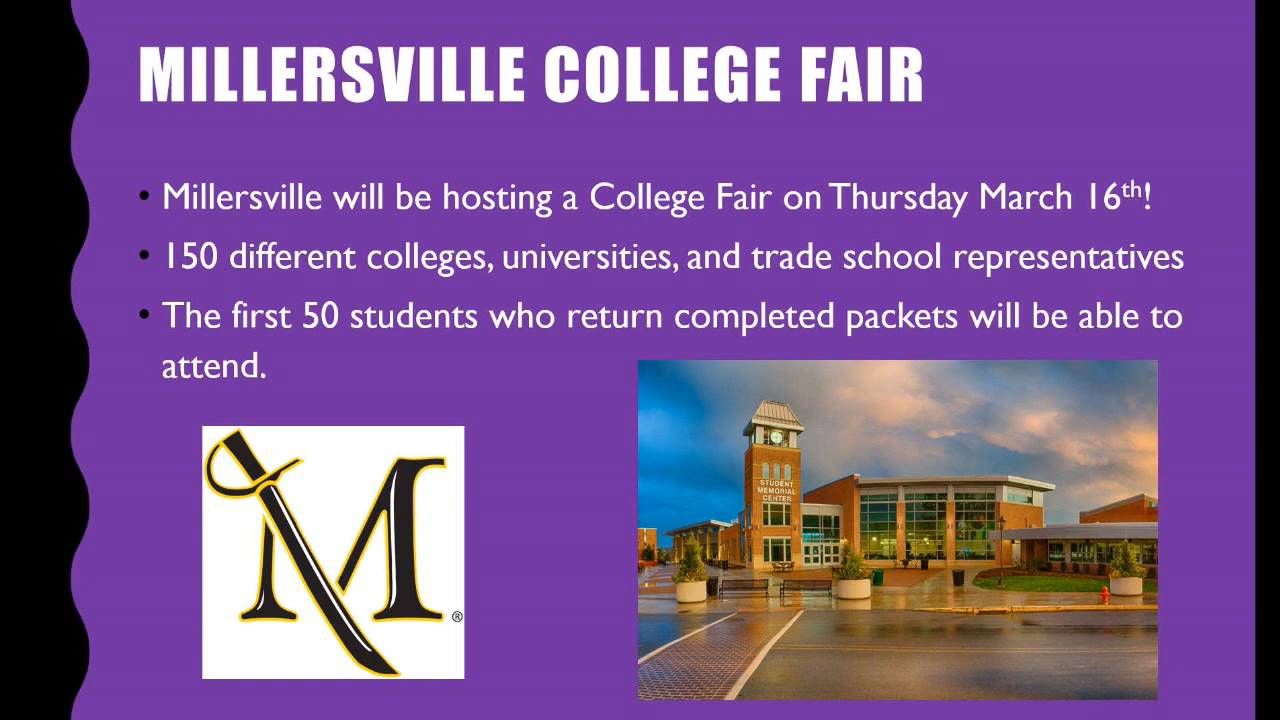 MILLERSVILLE COLLEGE FAIR
• Millersville will be hosting a College Fair on Thursday March 16th!
• 150 different colleges, universities, and trade school representatives
• The first 50 students who return completed packets will be able to
attend.
M
®
STUDENT
MEMORIAL
CENTER